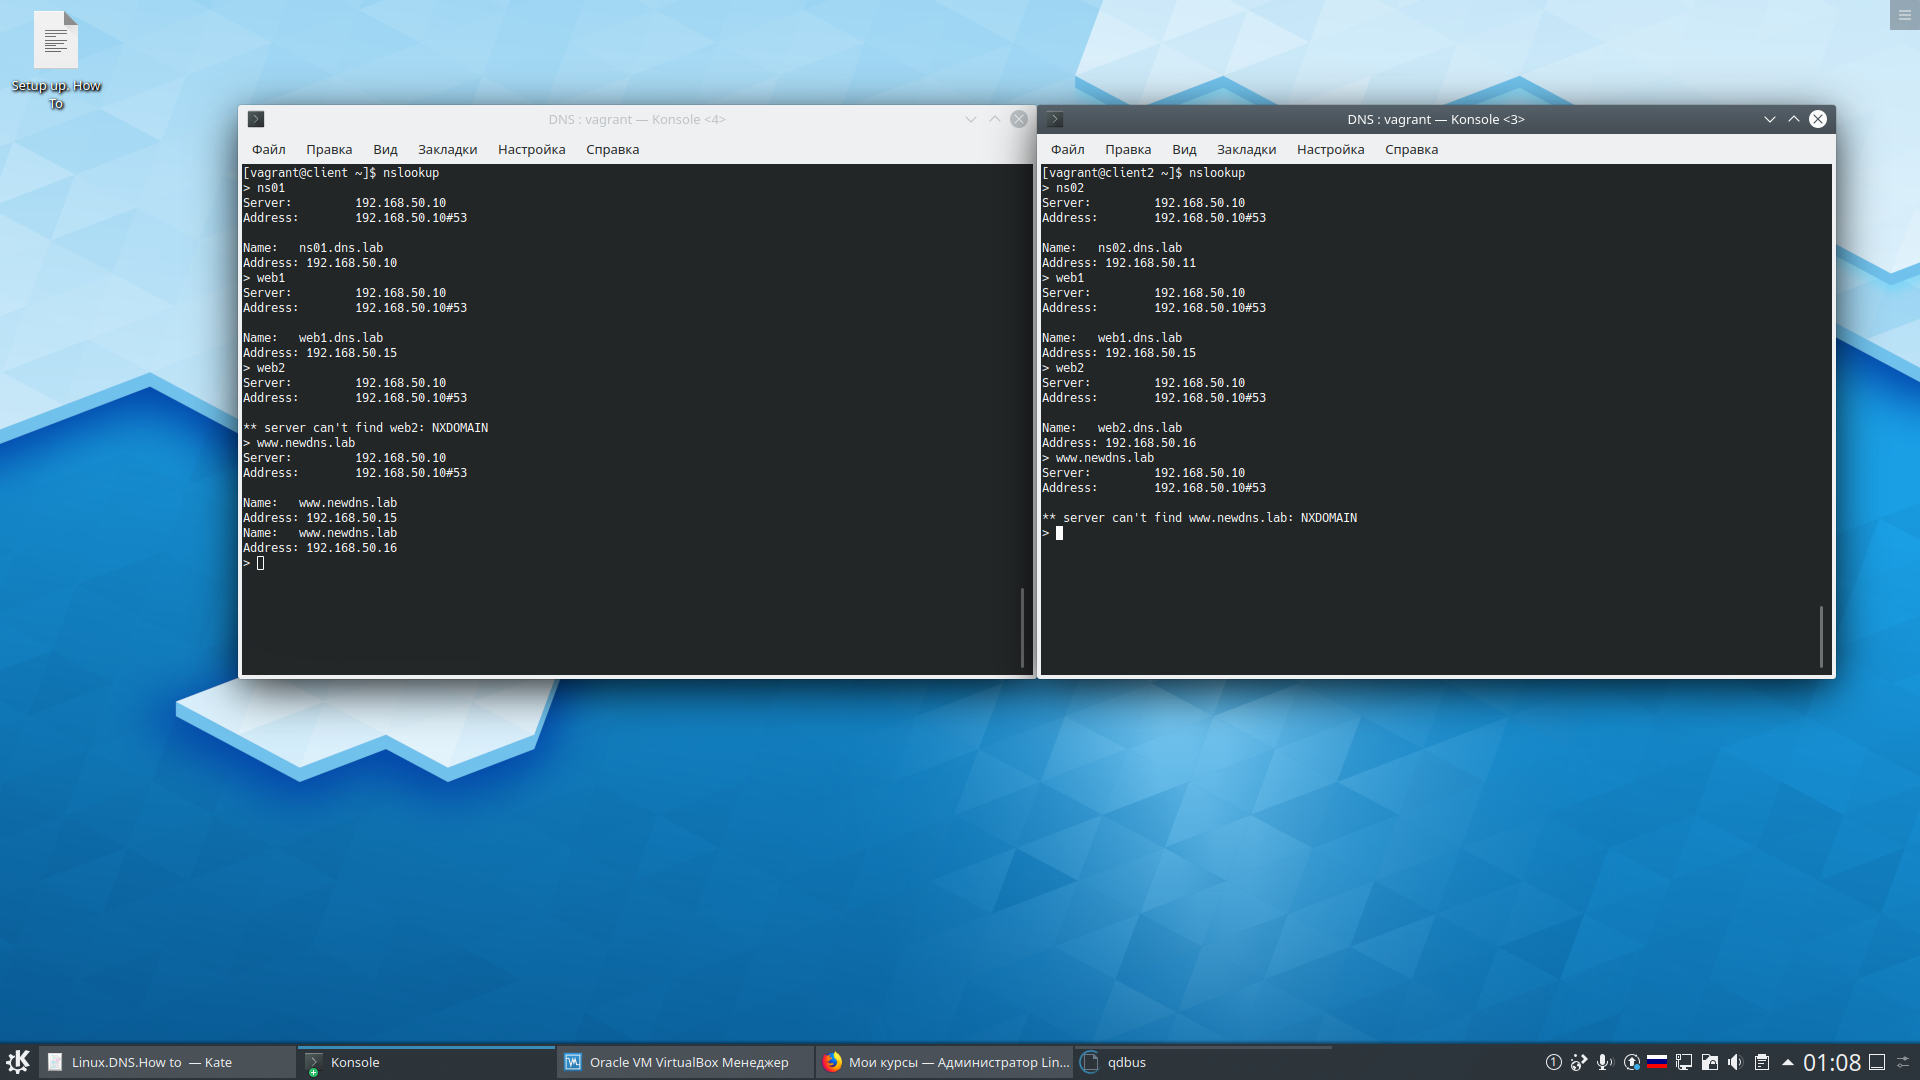 Setup up. How
To
DNS : vagrant — Konsole <4>
Файл Правка Вид Закладки Настройка Справка
[vagrant@client ~]$ nslookup
> ns01
Server:         192.168.50.10
Address:        192.168.50.10#53

Name:   ns01.dns.lab
Address: 192.168.50.10
> web1
Server:         192.168.50.10
Address:        192.168.50.10#53

Name:   web1.dns.lab
Address: 192.168.50.15
> web2
Server:         192.168.50.10
Address:        192.168.50.10#53

** server can't find web2: NXDOMAIN
> www.newdns.lab
Server:         192.168.50.10
Address:        192.168.50.10#53

Name:   www.newdns.lab
Address: 192.168.50.15
Name:   www.newdns.lab
Address: 192.168.50.16
>
DNS : vagrant — Konsole <3>
Файл Правка Вид Закладки Настройка Справка
[vagrant@client2 ~]$ nslookup
> ns02
Server:         192.168.50.10
Address:        192.168.50.10#53

Name:   ns02.dns.lab
Address: 192.168.50.11
> web1
Server:         192.168.50.10
Address:        192.168.50.10#53

Name:   web1.dns.lab
Address: 192.168.50.15
> web2
Server:         192.168.50.10
Address:        192.168.50.10#53

Name:   web2.dns.lab
Address: 192.168.50.16
> www.newdns.lab
Server:         192.168.50.10
Address:        192.168.50.10#53

** server can't find www.newdns.lab: NXDOMAIN
>
Linux.DNS.How to — Kate
Konsole
Oracle VM VirtualBox Менеджер
Мои курсы — Администратор Lin...
qdbus
1
01:08